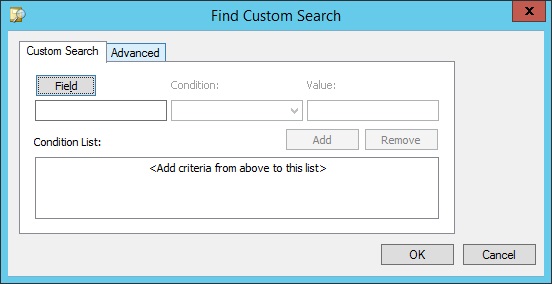 Find Custom Search
x
Custom Search
Advanced
Field
Condition:
Value:
Condition List:
Add
Remove
<Add criteria from above to this list>
OK
Cancel